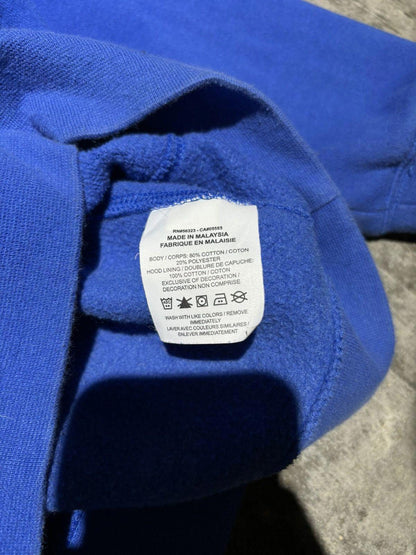 RN#56323 - CA#05553
MADE IN MALAYSIA
FABRIQUE EN MALAISIE
BODY / CORPS: 80% COTTON / COTON
20% POLYESTER
HOOD LINING / DOUBLURE DE CAPUCHE:
100% COTTON / COTON
EXCLUSIVE OF DECORATION /
DECORATION NON COMPRISE
WASH WITH LIKE COLORS / REMOVE
IMMEDIATELY
LAVER AVEC COULEURS SIMILAIRES /
ENLEVER IMMEDIATEMENT